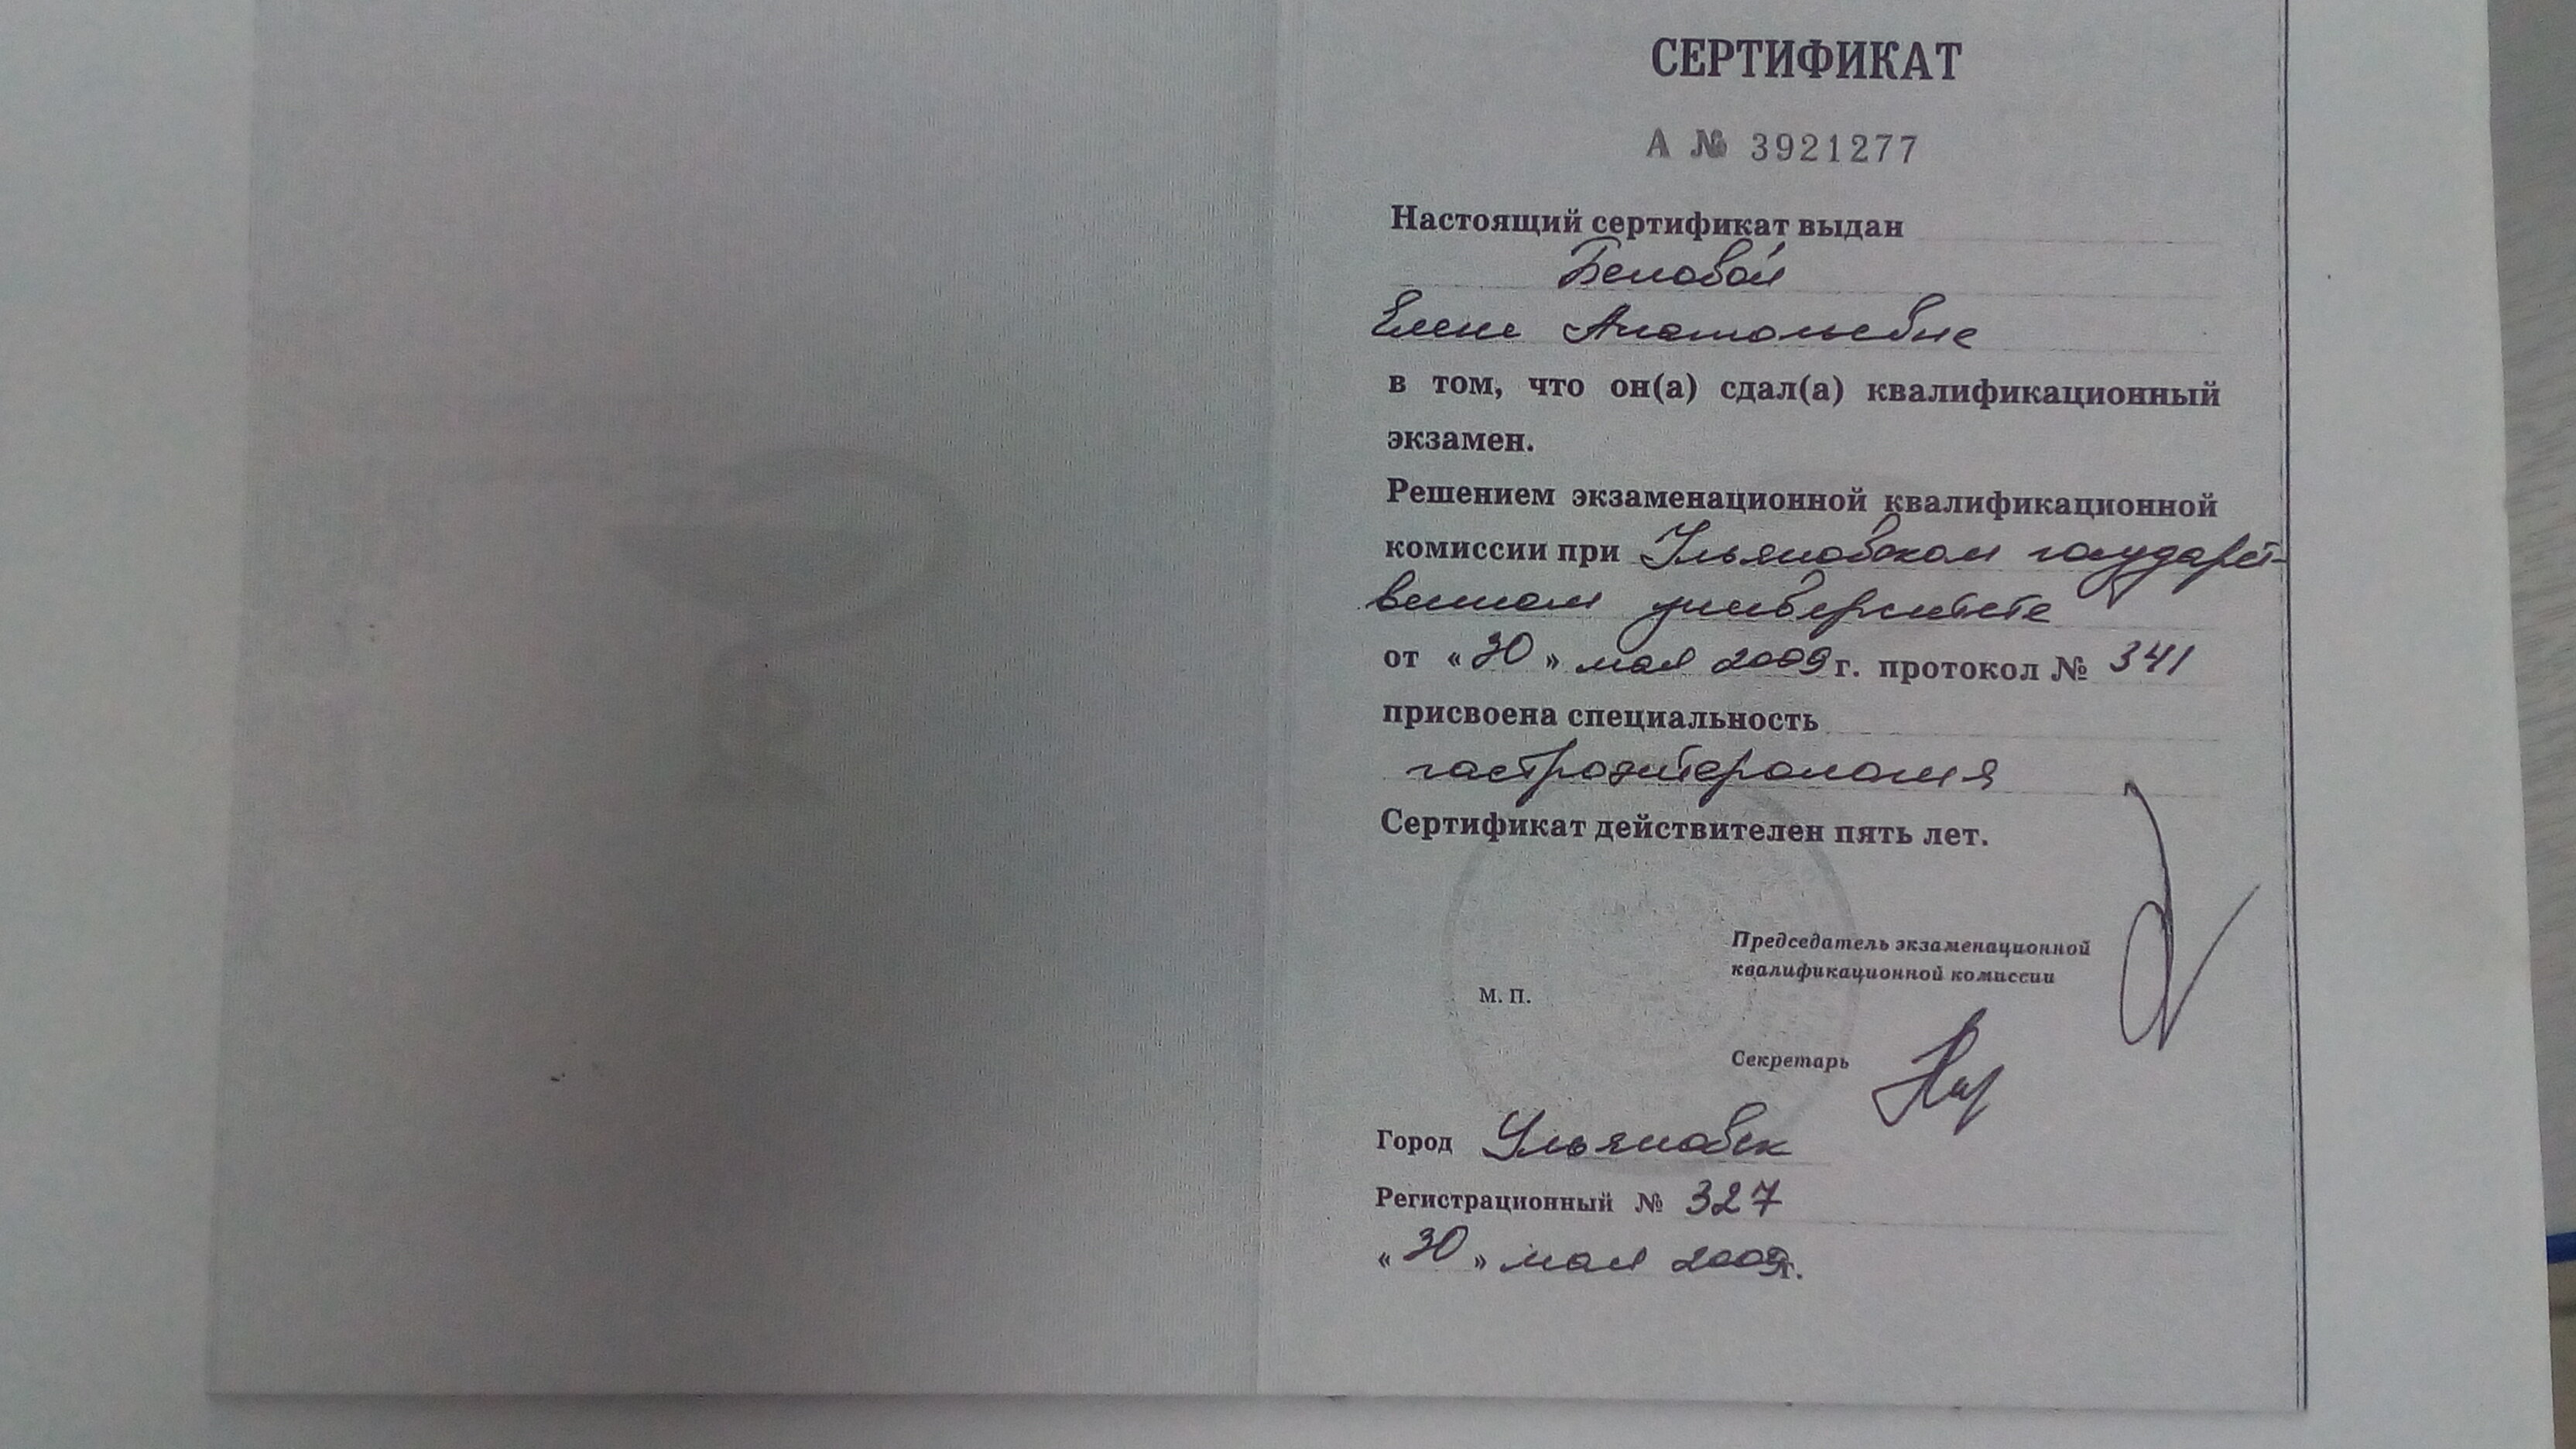 СЕРТИФИКАТ
А № 3921277
Настоящий сертификат выдан
Беловой
Елене Анатольевне
в том, что он(а) сдал(а) квалификационный
экзамен.
Решением экзаменационной квалификационной
комиссии при Ульяновском государст-
венном университете
от «30» мая 2009 г. протокол № 341
присвоена специальность
гастроэнтерология
Сертификат действителен пять лет.
Председатель экзаменационной
квалификационной комиссии
М. П.
Секретарь
Город Ульяновск
Регистрационный № 327
«30» мая 2009г.